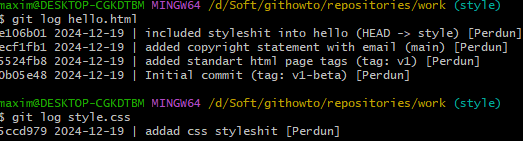 maxim@DESKTOP-CGKDTBM MINGW64 /d/Soft/githowto/repositories/work (style)
$ git log hello.html
e106b01 2024-12-19 | included styleshit into hello (HEAD -> style) [Perdun]
ecf1fb1 2024-12-19 | added copyright statement with email (main) [Perdun]
5524fb8 2024-12-19 | added standart html page tags (tag: v1) [Perdun]
0b05e48 2024-12-19 | Initial commit (tag: v1-beta) [Perdun]
maxim@DESKTOP-CGKDTBM MINGW64 /d/Soft/githowto/repositories/work (style)
$ git log style.css
5ccd979 2024-12-19 | addad css styleshit [Perdun]